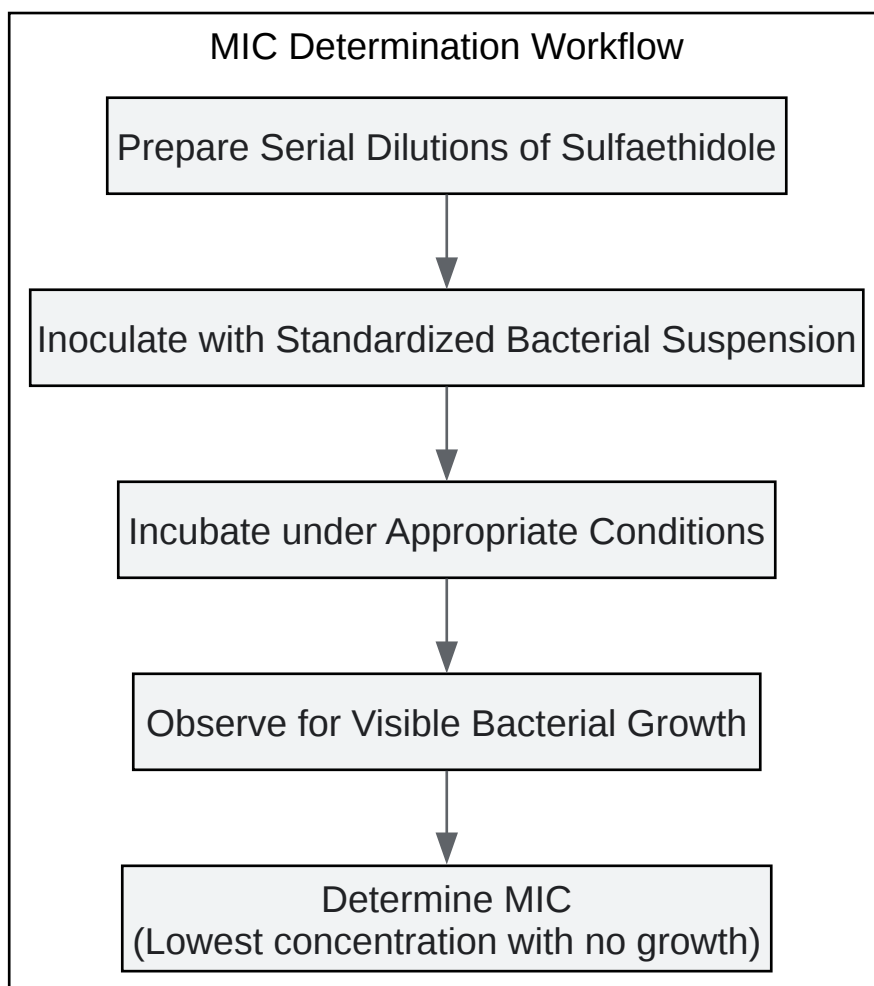 MIC Determination Workflow
Prepare Serial Dilutions of Sulfaethidole
Inoculate with Standardized Bacterial Suspension
Incubate under Appropriate Conditions
Observe for Visible Bacterial Growth
Determine MIC
(Lowest concentration with no growth)